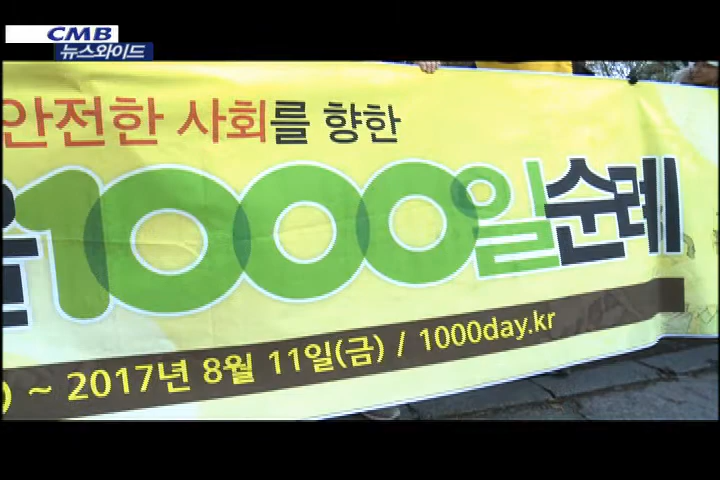 CMB
뉴스와이드
안전한 사회를 향한
1000일순례
) ~ 2017년 8월 11일(금) / 1000day.kr